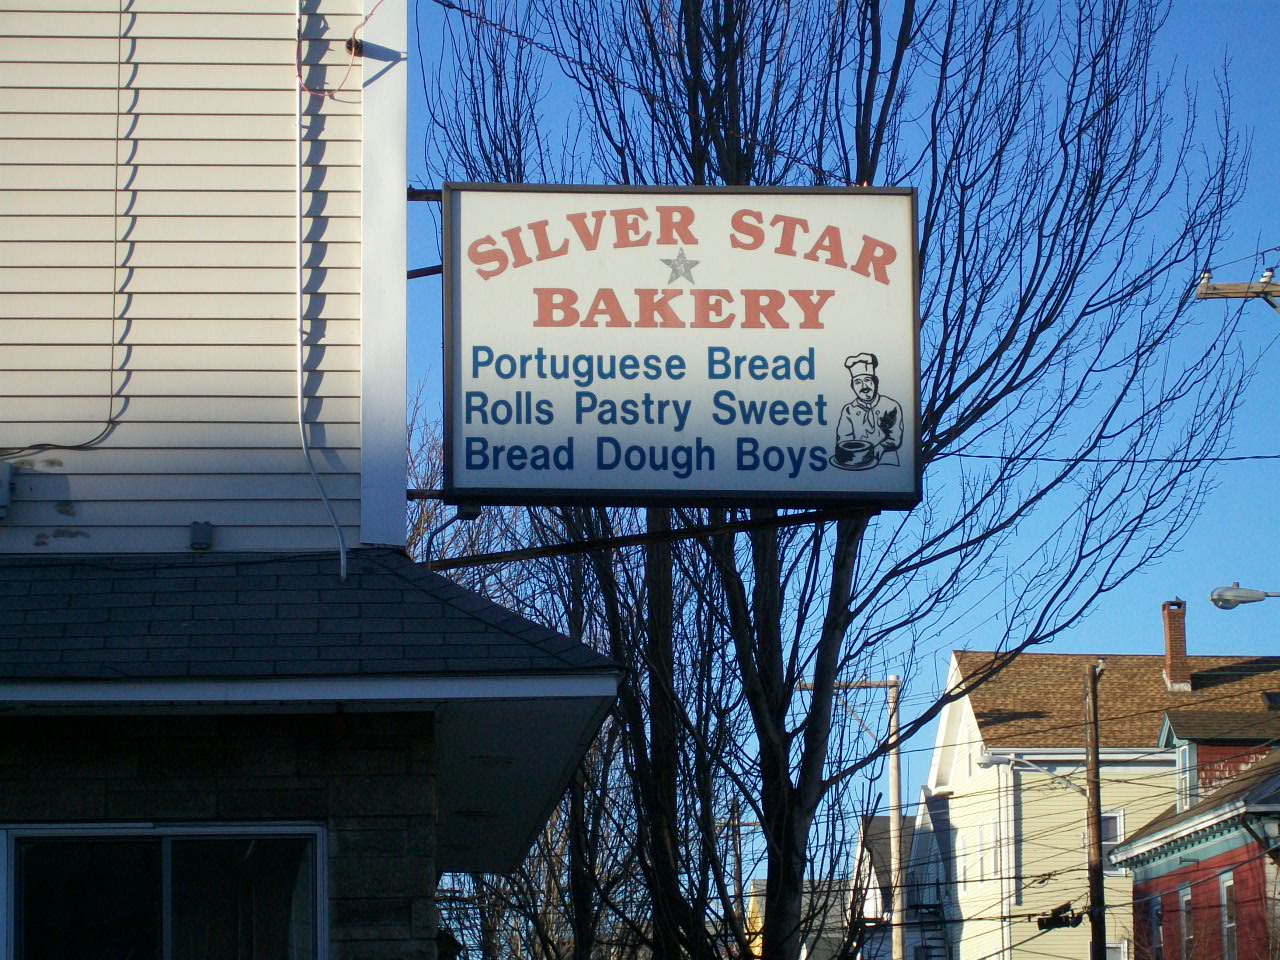 SILVER STAR
BAKERY
Portuguese Bread
Rolls Pastry Sweet
Bread Dough Boys